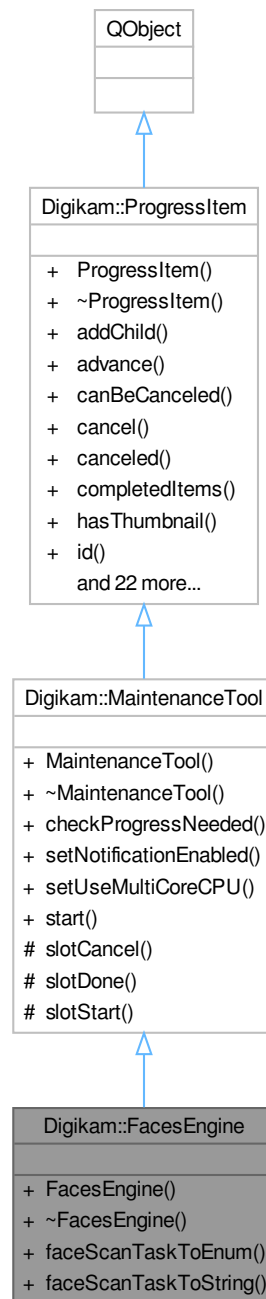 QObject
Digikam::ProgressItem
+ ProgressItem()
+ ~ProgressItem()
+ addChild()
+ advance()
+ canBeCanceled()
+ cancel()
+ canceled()
+ completedItems()
+ hasThumbnail()
+ id()
and 22 more...
Digikam::MaintenanceTool
+ MaintenanceTool()
+ ~MaintenanceTool()
+ checkProgressNeeded()
+ setNotificationEnabled()
+ setUseMultiCoreCPU()
+ start()
# slotCancel()
# slotDone()
# slotStart()
Digikam::FacesEngine
+ FacesEngine()
+ ~FacesEngine()
+ faceScanTaskToEnum()
+ faceScanTaskToString()